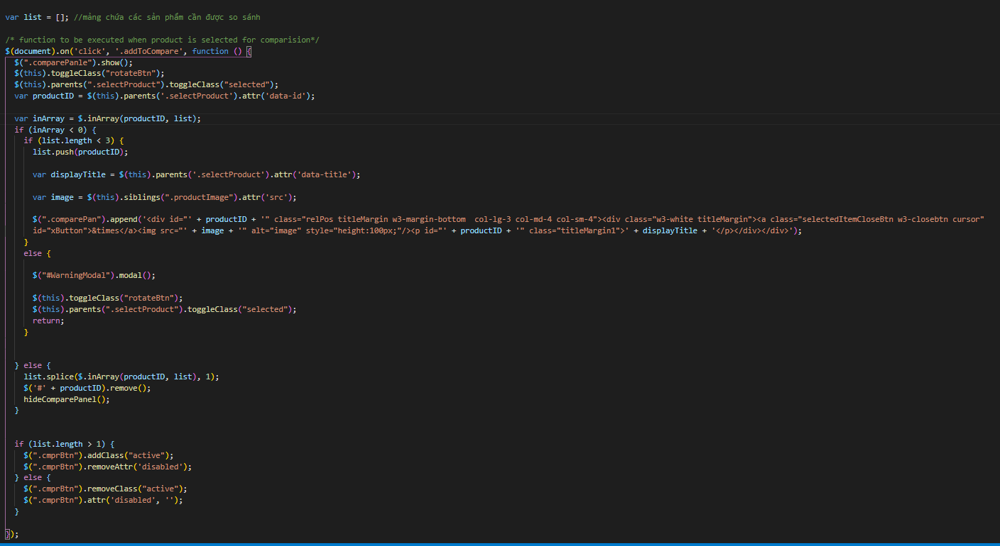 var list = []; //mảng chứa các sản phẩm cần được so sánh
/* function to be executed when product is selected for comparision*/
$(document).on('click', '.addToCompare', function () {
$(".comparePanle").show();
$(this).toggleClass("rotateBtn");
$(this).parents(".selectProduct").toggleClass("selected");
var productID = $(this).parents('.selectProduct').attr('data-id');
var inArray = $.inArray(productID, list);
if (inArray < 0) {
if (list.length < 3) {
list.push(productID);
var displayTitle = $(this).parents('.selectProduct').attr('data-title');
var image = $(this).siblings(".productImage").attr('src');
$(".comparePan").append('<div id="' + productID + '" class="relPos titleMargin w3-margin-bottom  col-lg-3 col-md-4 col-sm-4"><div class="w3-white titleMargin"><a class="selectedItemCloseBtn w3-closebtn cursor"
id="xButton">&times</a><img src="' + image + '" alt="image" style="height:100px;"/><p id="' + productID + '" class="titleMargin1">' + displayTitle + '</p></div></div>');
}
else {
$("#WarningModal").modal();
$(this).toggleClass("rotateBtn");
$(this).parents(".selectProduct").toggleClass("selected");
return;
}
} else {
list.splice($.inArray(productID, list), 1);
$('#' + productID).remove();
hideComparePanel();
}
if (list.length > 1) {
$(".cmprBtn").addClass("active");
$(".cmprBtn").removeAttr('disabled');
} else {
$(".cmprBtn").removeClass("active");
$(".cmprBtn").attr('disabled', '');
}
});